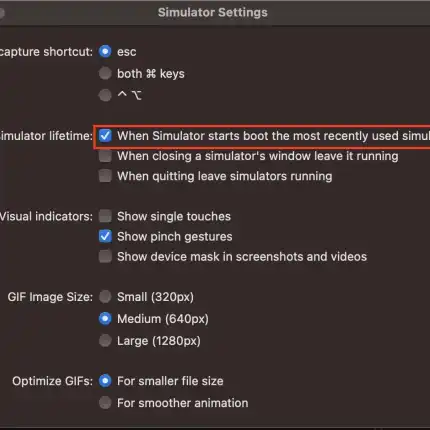 Simulator Settings
capture shortcut: esc
both ⌘ keys
⌃ ⌥
imulator lifetime: When Simulator starts boot the most recently used simul
When closing a simulator's window leave it running
When quitting leave simulators running
Visual indicators: Show single touches
Show pinch gestures
Show device mask in screenshots and videos
GIF Image Size: Small (320px)
Medium (640px)
Large (1280px)
Optimize GIFs: For smaller file size
For smoother animation